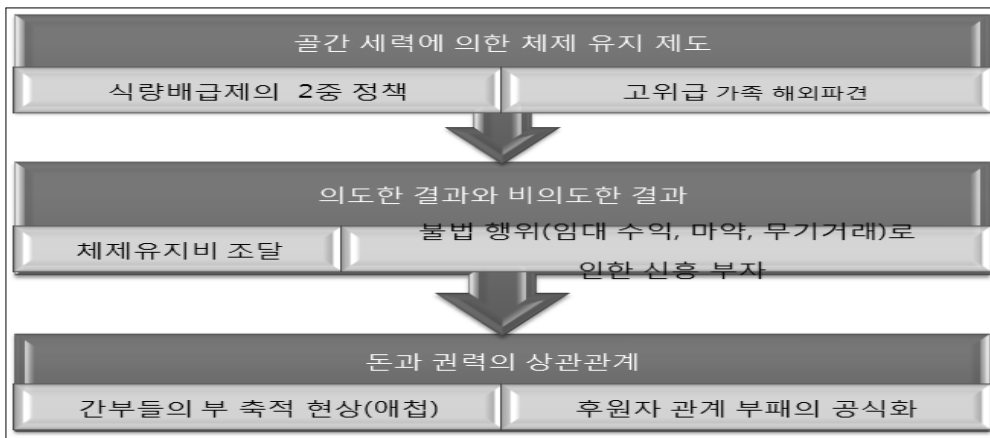 골간 세력에 의한 체제 유지 제도
식량배급제의 2중 정책
고위급 가족 해외파견
의도한 결과와 비의도한 결과
체제유지비 조달
불법 행위(임대 수익, 마약, 무기거래)로
인한 신흥 부자
돈과 권력의 상관관계
간부들의 부 축적 현상(애첩)
후원자 관계 부패의 공식화